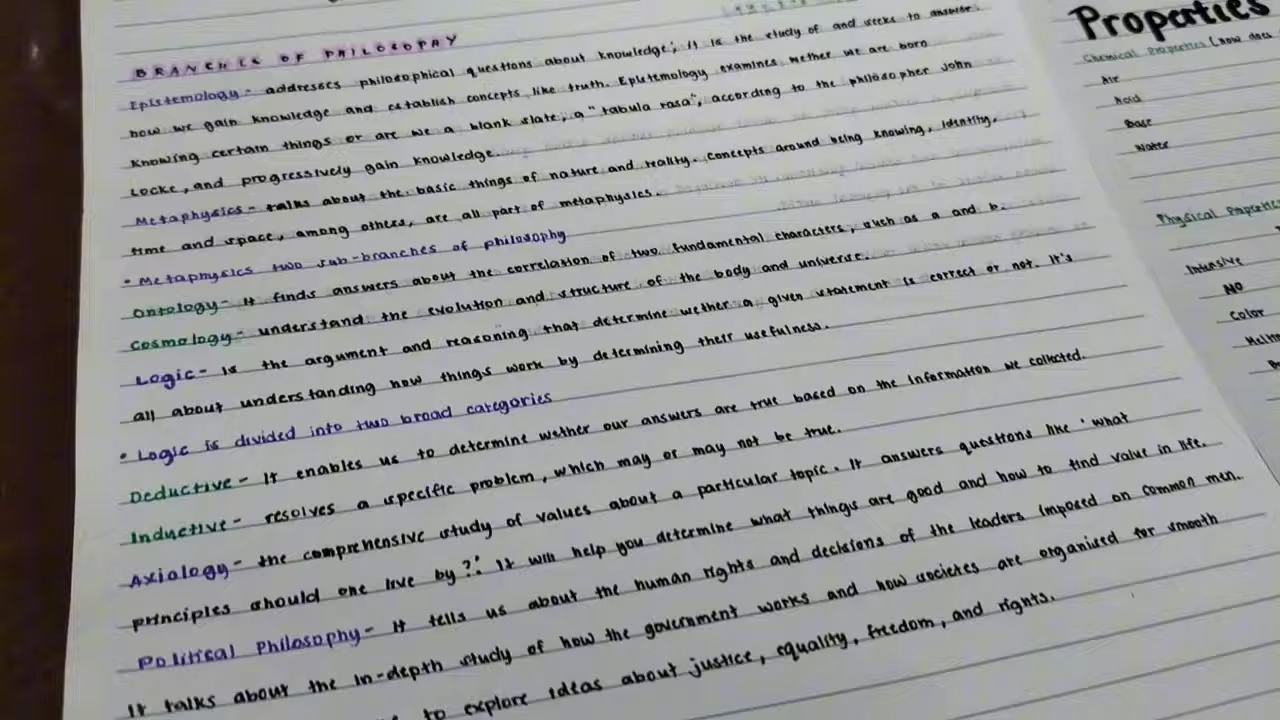 BRANCHES OF PHILOSOPAY
Epistemology - addresses philosophical questions about knowledge; it is the study of and seeks to answer
how we gain knowledge and establish concepts like truth. Epistemology examines wether we are born
knowing certain things or are we a blank slate; a "tabula rasa", according to the philosopher John
Locke, and progressively gain knowledge.
Metaphysics - talks about the basic things of nature and reality. Concepts around being knowing, identity,
time and space, among others, are all part of metaphysics.
• Metaphysics two sub-branches of philosophy
Ontology - it finds answers about the correlation of two fundamental characters, such as a and b.
Cosmology - understand the evolution and structure of the body and universe.
Logic - is the argument and reasoning that determine wether a given statement is correct or not. It's
all about understanding how things work by determining their usefulness.
• Logic is divided into two broad categories
Deductive - It enables us to determine wether our answers are true based on the information we collected.
Inductive - resolves a specific problem, which may or may not be true.
Axialogy - the comprehensive study of values about a particular topic. It answers questions like 'what
principles should one live by?' It will help you determine what things are good and how to find value in life.
Political Philosophy - It tells us about the human rights and decisions of the leaders imposed on common men.
It talks about the in-depth study of how the government works and how societes are organised for smooth
to explore ideas about justice, equality, freedom, and rights.
Properties
Chemical Properties (how does
Air
Acid
Base
Water
Physical Properties
Intensive
NO
Color